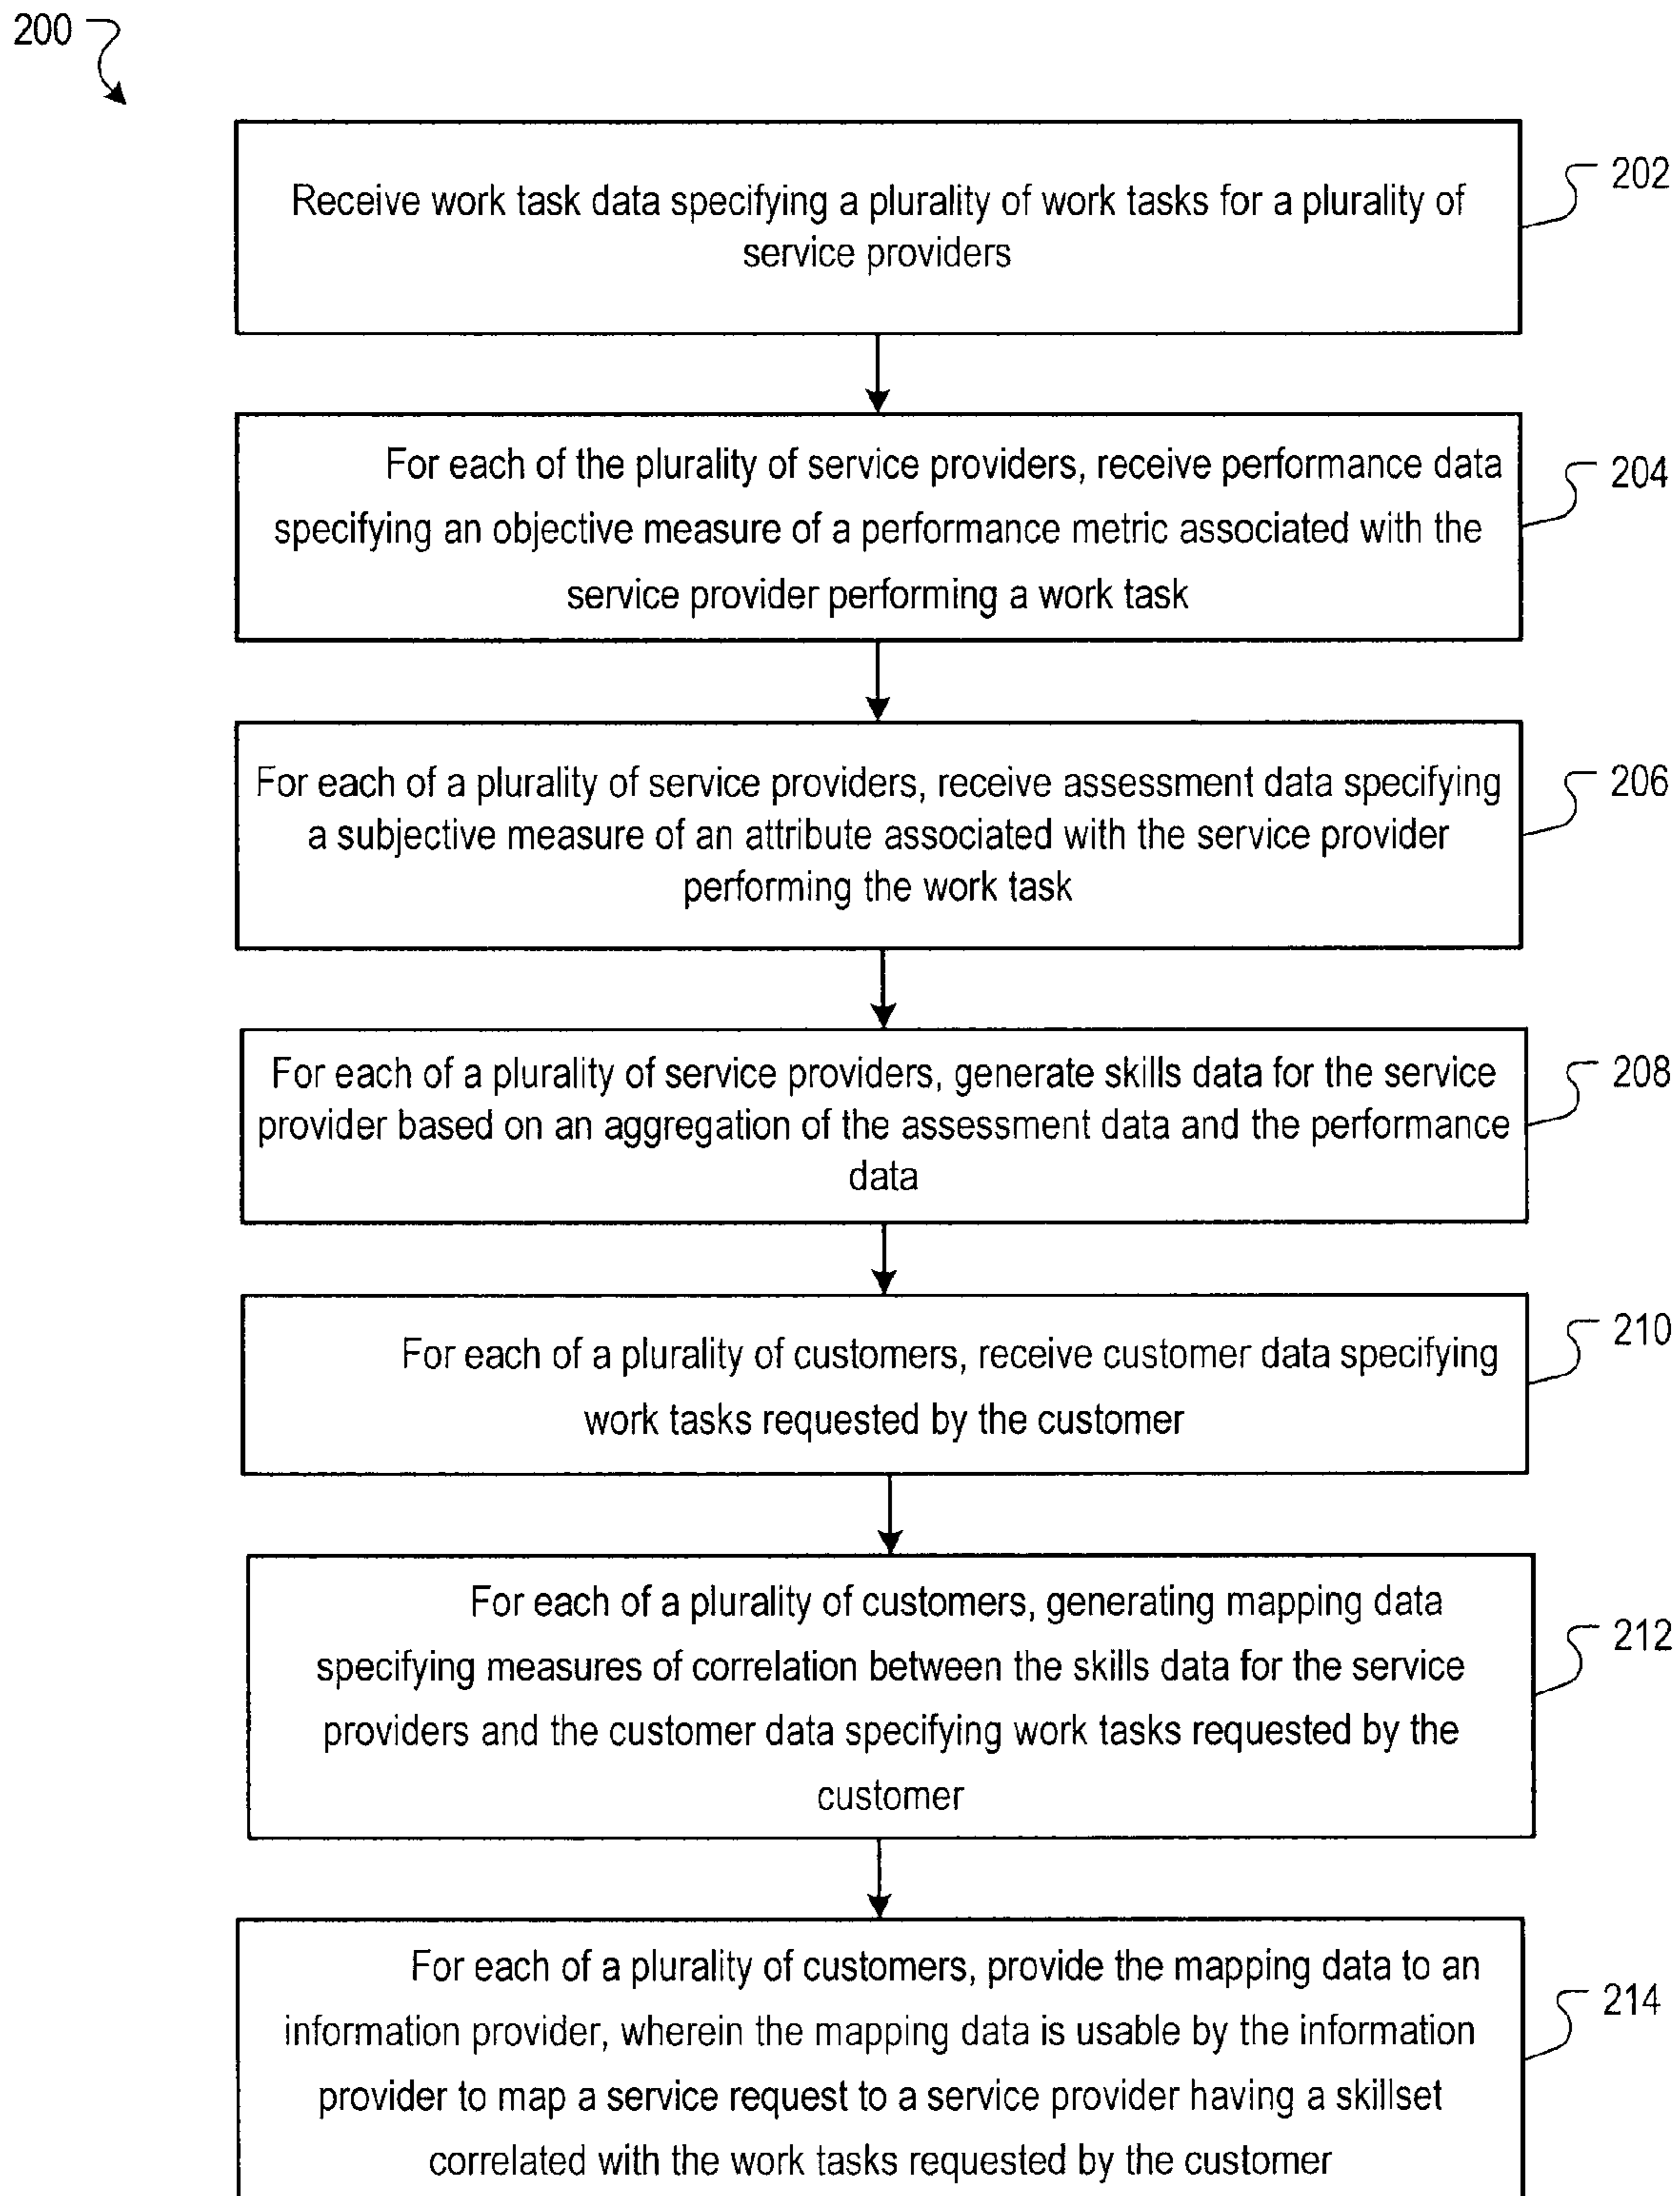 200
Receive work task data specifying a plurality of work tasks for a plurality of
service providers
202
For each of the plurality of service providers, receive performance data
specifying an objective measure of a performance metric associated with the
service provider performing a work task
204
For each of a plurality of service providers, receive assessment data specifying
a subjective measure of an attribute associated with the service provider
performing the work task
206
For each of a plurality of service providers, generate skills data for the service
provider based on an aggregation of the assessment data and the performance
data
208
For each of a plurality of customers, receive customer data specifying
work tasks requested by the customer
210
For each of a plurality of customers, generating mapping data
specifying measures of correlation between the skills data for the service
providers and the customer data specifying work tasks requested by the
customer
212
For each of a plurality of customers, provide the mapping data to an
information provider, wherein the mapping data is usable by the information
provider to map a service request to a service provider having a skillset
correlated with the work tasks requested by the customer
214